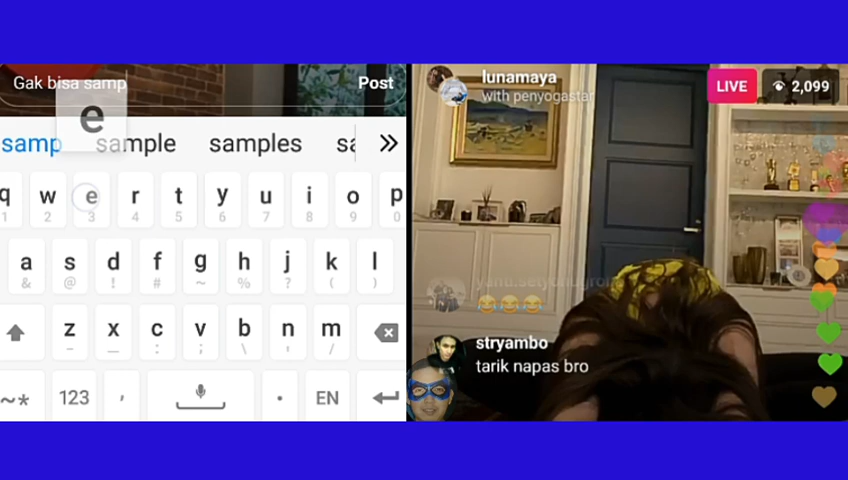 Gak bisa samp
Post
e
samp
sample
samples
sa
q w e r t y u i o p
1 2 3 4 5 6 7 8 9 0
a s d f g h j k l
& @ ! # ~ % ? ( )
z x c v b n m
- _ : ; \ ' /
~* 123 , . EN
lunamaya
with penyogastar
LIVE
2,099
😂😂😂
stryambo
tarik napas bro